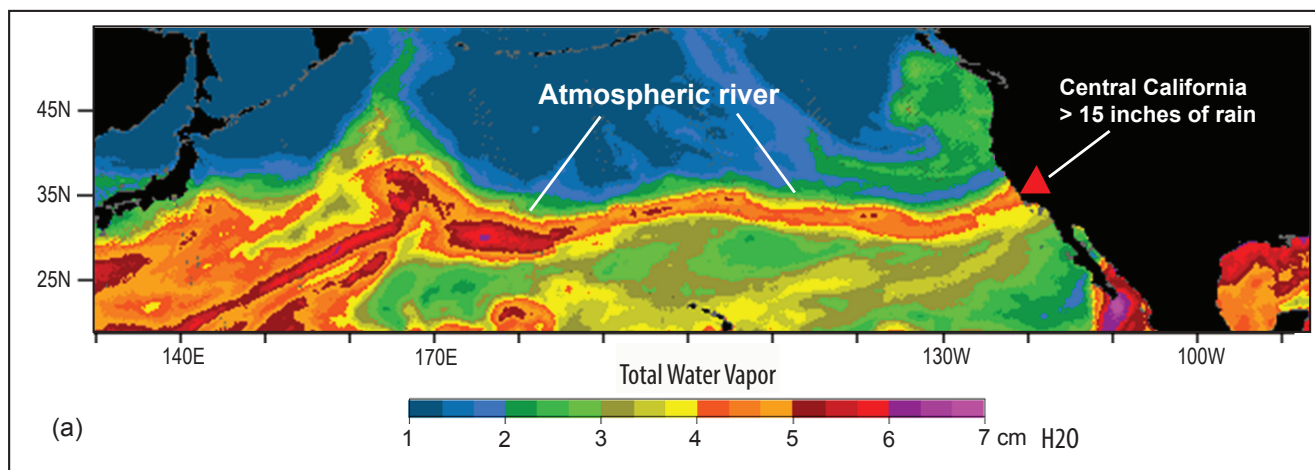 (a)
Atmospheric river
Central California
> 15 inches of rain
45N
35N
25N
140E
170E
130W
100W
Total Water Vapor
1
2
3
4
5
6
7 cm H2O